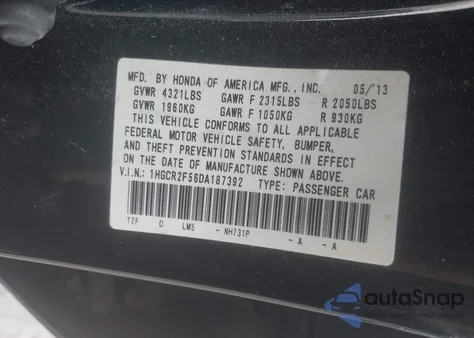 MFD. BY HONDA OF AMERICA MFG., INC. 05/'13
GVWR 4321LBS GAWR F 2315LBS R 2050LBS
GVWR 1960KG GAWR F 1050KG R 930KG
THIS VEHICLE CONFORMS TO ALL APPLICABLE
FEDERAL MOTOR VEHICLE SAFETY, BUMPER,
AND THEFT PREVENTION STANDARDS IN EFFECT
ON THE DATE OF MANUFACTURE SHOWN ABOVE.
V.I.N.: 1HGCR2F56DA187392 TYPE: PASSENGER CAR
T2F D LM5 - NH731P - A - A
autoSnap